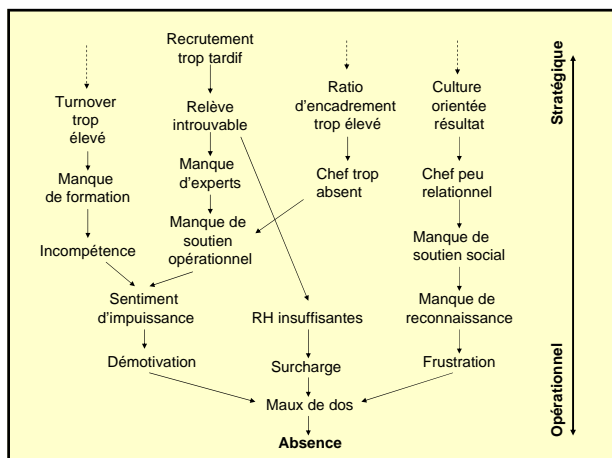 Recrutement
trop tardif
Turnover
trop
élevé
Relève
introuvable
Ratio
d'encadrement
trop élevé
Culture
orientée
résultat
Manque
de formation
Manque
d'experts
Chef trop
absent
Chef peu
relationnel
Incompétence
Manque de
soutien
opérationnel
Manque de
soutien social
Sentiment
d'impuissance
RH insuffisantes
Manque de
reconnaissance
Démotivation
Surcharge
Frustration
Maux de dos
Absence
Stratégique
Opérationnel